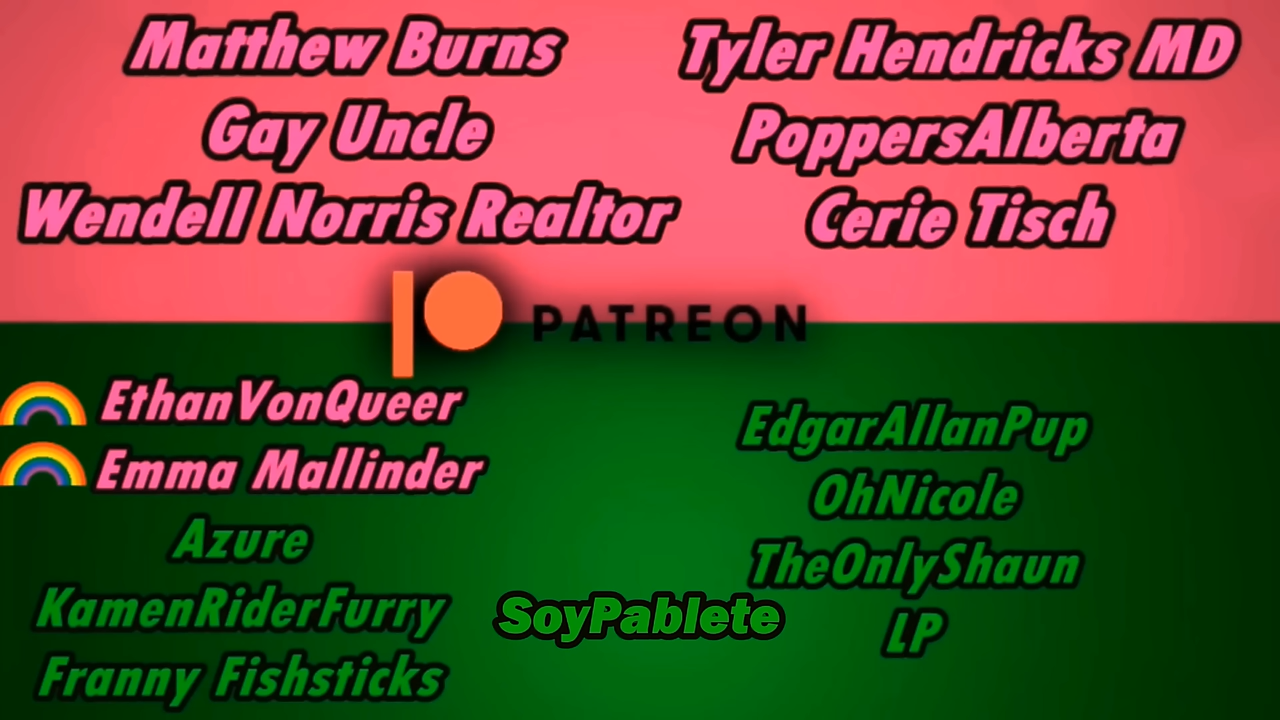 Matthew Burns
Tyler Hendricks MD
Gay Uncle
PoppersAlberta
Wendell Norris Realtor
Cerie Tisch
PATREON
EthanVonQueer
Emma Mallinder
Azure
KamenRiderFurry
Franny Fishsticks
SoyPablete
EdgarAllanPup
OhNicole
TheOnlyShaun
LP